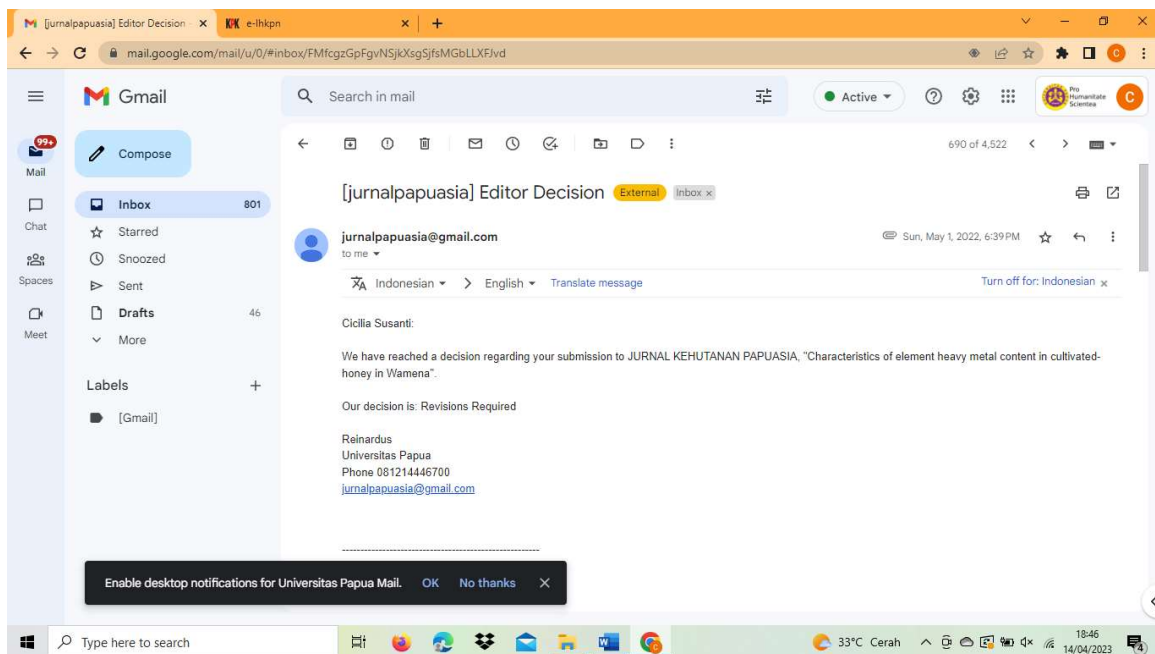 [jurnalpapuasia] Editor Decision
KPK e-lhkpn
mail.google.com/mail/u/0/#inbox/FMfcgzGpFgvNSjkXsgSjfsMGbLLXFJvd
C
Gmail
Search in mail
Active
Pro
Humanitate
Scientea
C
99+
Mail
Chat
Spaces
Meet
Compose
Inbox 801
Starred
Snoozed
Sent
Drafts 46
More
Labels
[Gmail]
690 of 4,522
[jurnalpapuasia] Editor Decision External Inbox x
jurnalpapuasia@gmail.com Sun, May 1, 2022, 6:39 PM
to me
Indonesian > English Translate message Turn off for: Indonesian x
Cicilia Susanti:
We have reached a decision regarding your submission to JURNAL KEHUTANAN PAPUASIA, "Characteristics of element heavy metal content in cultivated-
honey in Wamena".
Our decision is: Revisions Required
Reinardus
Universitas Papua
Phone 081214446700
jurnalpapuasia@gmail.com
------------------------------------------------------
Enable desktop notifications for Universitas Papua Mail. OK No thanks
Type here to search
33°C Cerah
18:46
14/04/2023
4